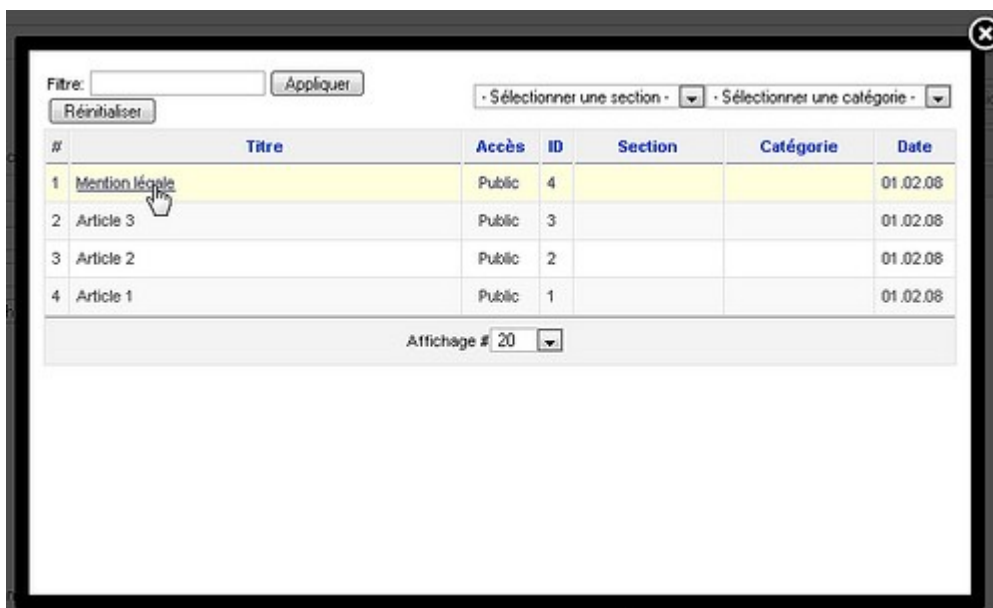 Filtre: Appliquer
- Sélectionner une section - - Sélectionner une catégorie -
Réinitialiser
# Titre Accès ID Section Catégorie Date
1 Mention légale Public 4 01.02.08
2 Article 3 Public 3 01.02.08
3 Article 2 Public 2 01.02.08
4 Article 1 Public 1 01.02.08
Affichage # 20